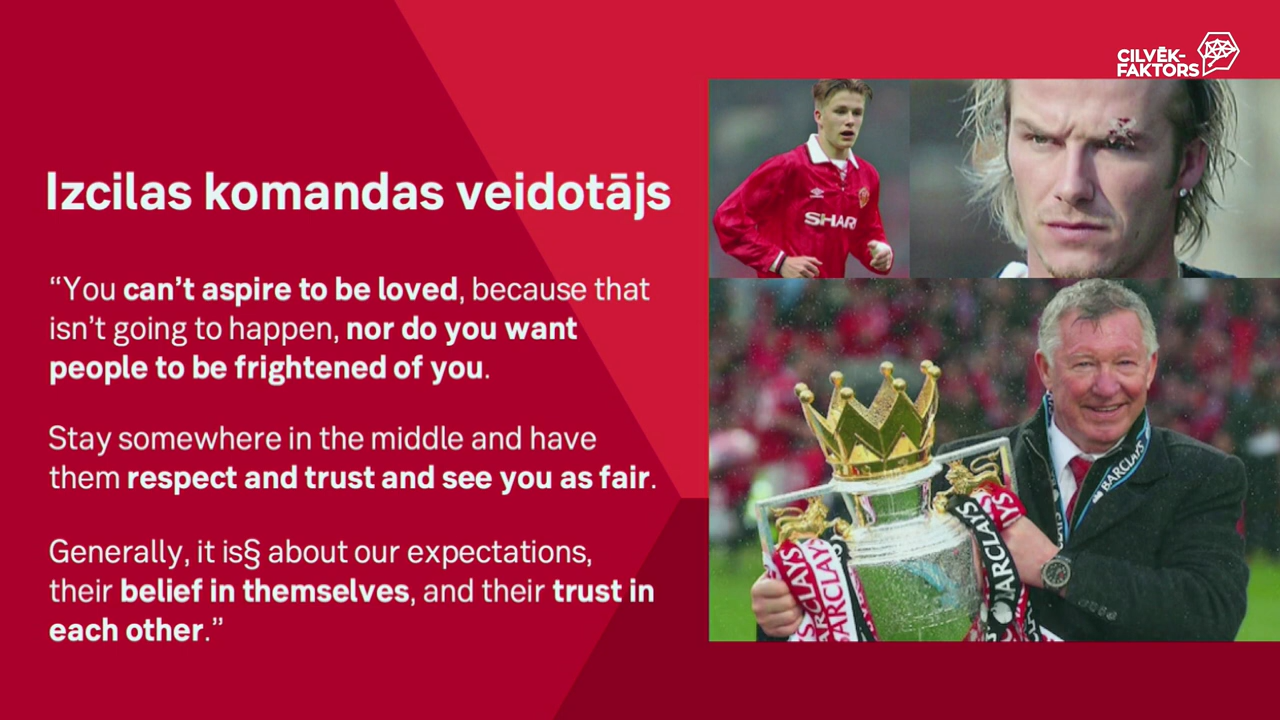 CILVĒK-
FAKTORS
Izcilas komandas veidotājs
“You can’t aspire to be loved, because that
isn’t going to happen, nor do you want
people to be frightened of you.
Stay somewhere in the middle and have
them respect and trust and see you as fair.
Generally, it is§ about our expectations,
their belief in themselves, and their trust in
each other.”
SHAR
BARCLAYS
BARCLAYS
BARCLAYS
BARCLAYS